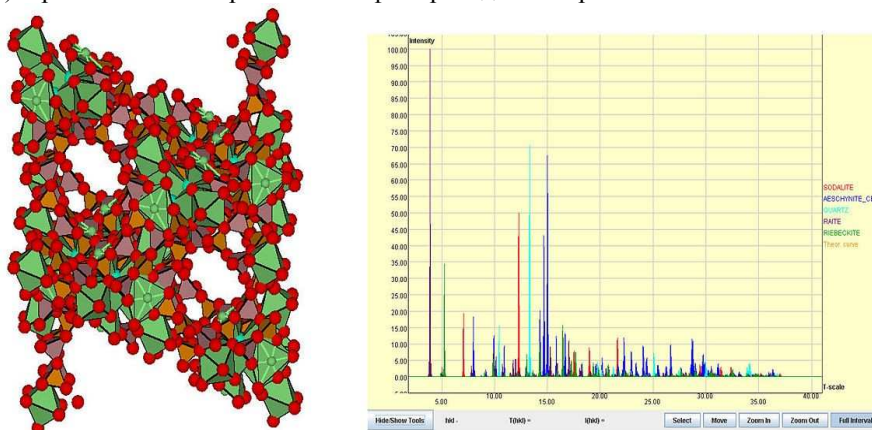 Intensity
100.00
95.00
90.00
85.00
80.00
75.00
70.00
65.00
60.00
55.00
50.00
45.00
40.00
35.00
30.00
25.00
20.00
15.00
10.00
5.00
0.00
-5.00
5.00 10.00 15.00 20.00 25.00 30.00 35.00 40.00
T-scale
SODALITE
AESCHYNITE_CE
QUARTZ
RAITE
RIEBECKITE
Theor. curve
Hide/Show Tools hkl - T(hkl) = I(hkl) = Select Move Zoom In Zoom Out Full Interval